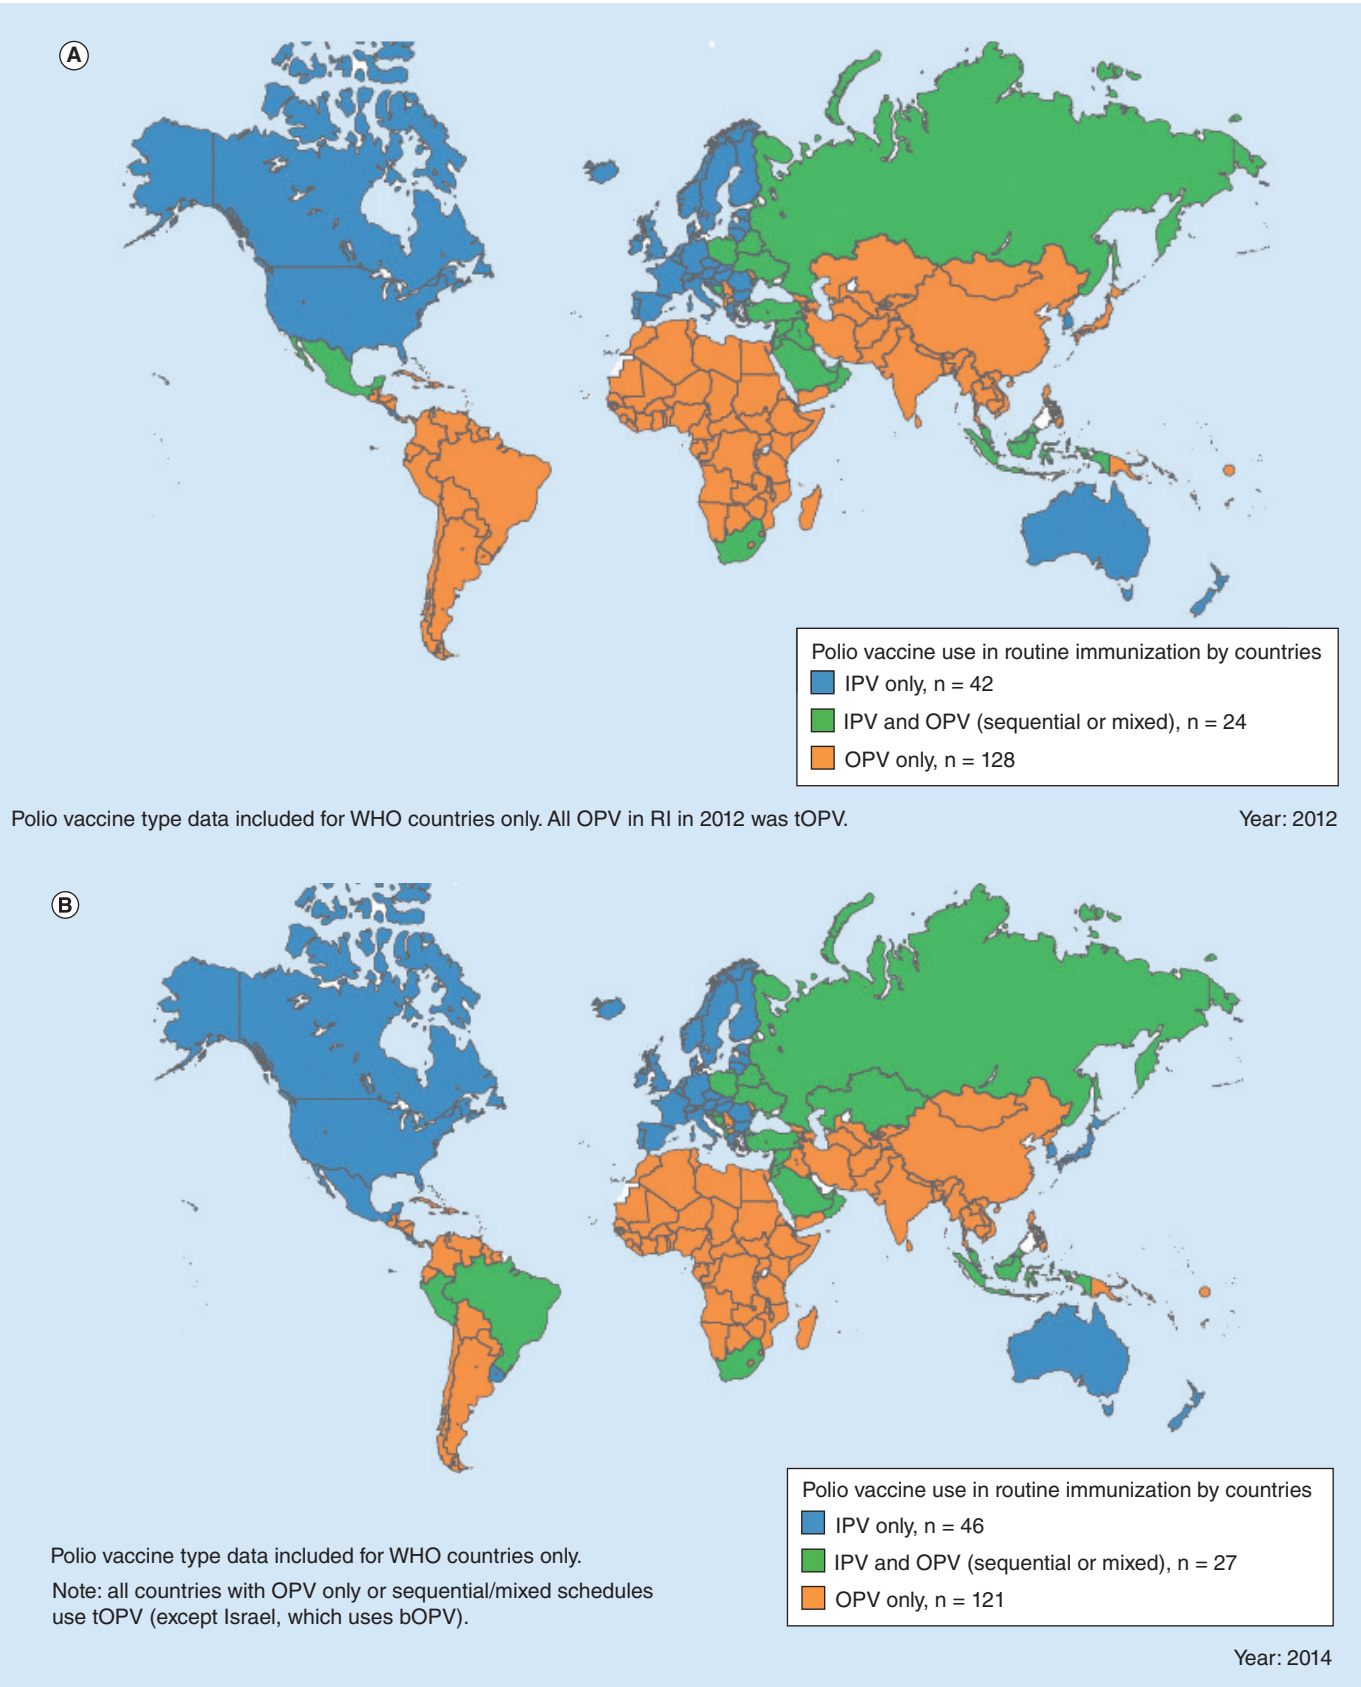 A
Polio vaccine use in routine immunization by countries
IPV only, n = 42
IPV and OPV (sequential or mixed), n = 24
OPV only, n = 128
Polio vaccine type data included for WHO countries only. All OPV in RI in 2012 was tOPV.
Year: 2012
B
Polio vaccine use in routine immunization by countries
IPV only, n = 46
IPV and OPV (sequential or mixed), n = 27
OPV only, n = 121
Polio vaccine type data included for WHO countries only.
Note: all countries with OPV only or sequential/mixed schedules
use tOPV (except Israel, which uses bOPV).
Year: 2014